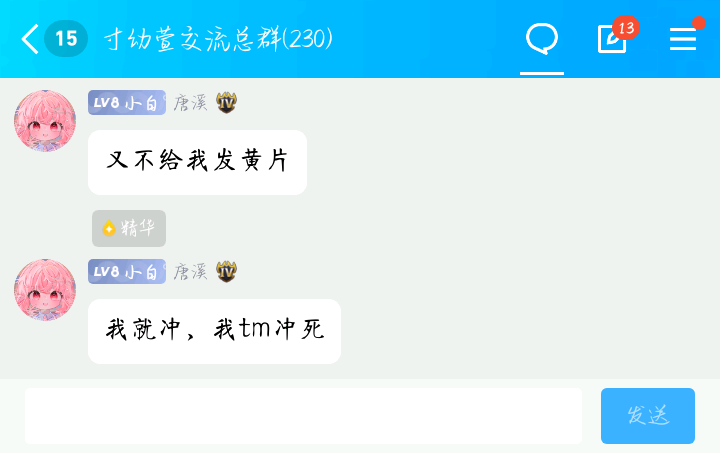 15
寸幼萱交流总群(230)
13
LV8 小白 唐溪 IV
又不给我发黄片
精华
LV8 小白 唐溪 IV
我就冲，我tm冲死
发送